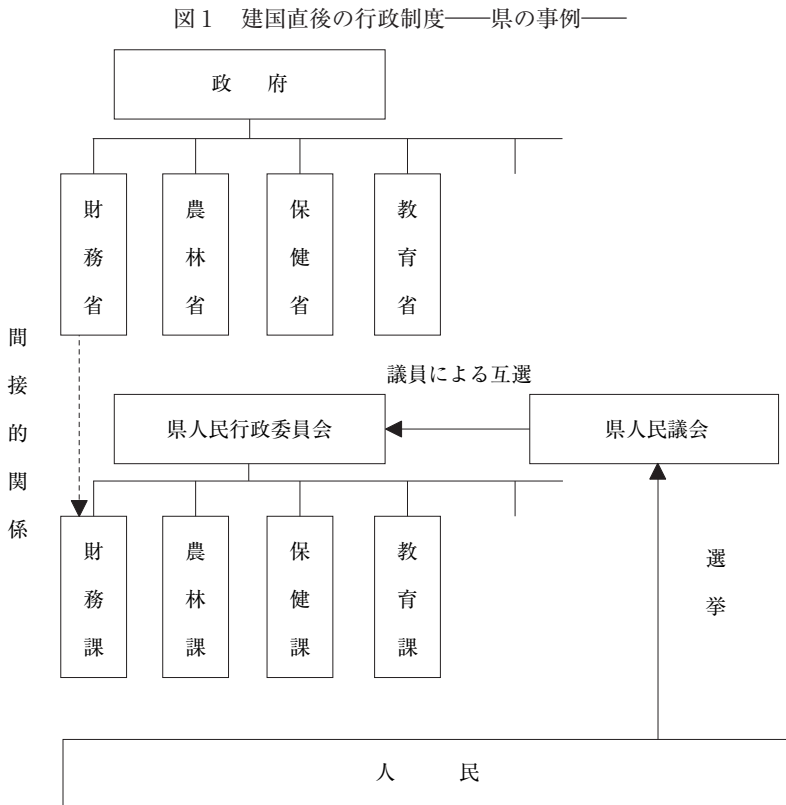 図1 建国直後の行政制度――県の事例――
政府
財務省
農林省
保健省
教育省
間接的関係
議員による互選
県人民行政委員会
県人民議会
財務課
農林課
保健課
教育課
選挙
人民